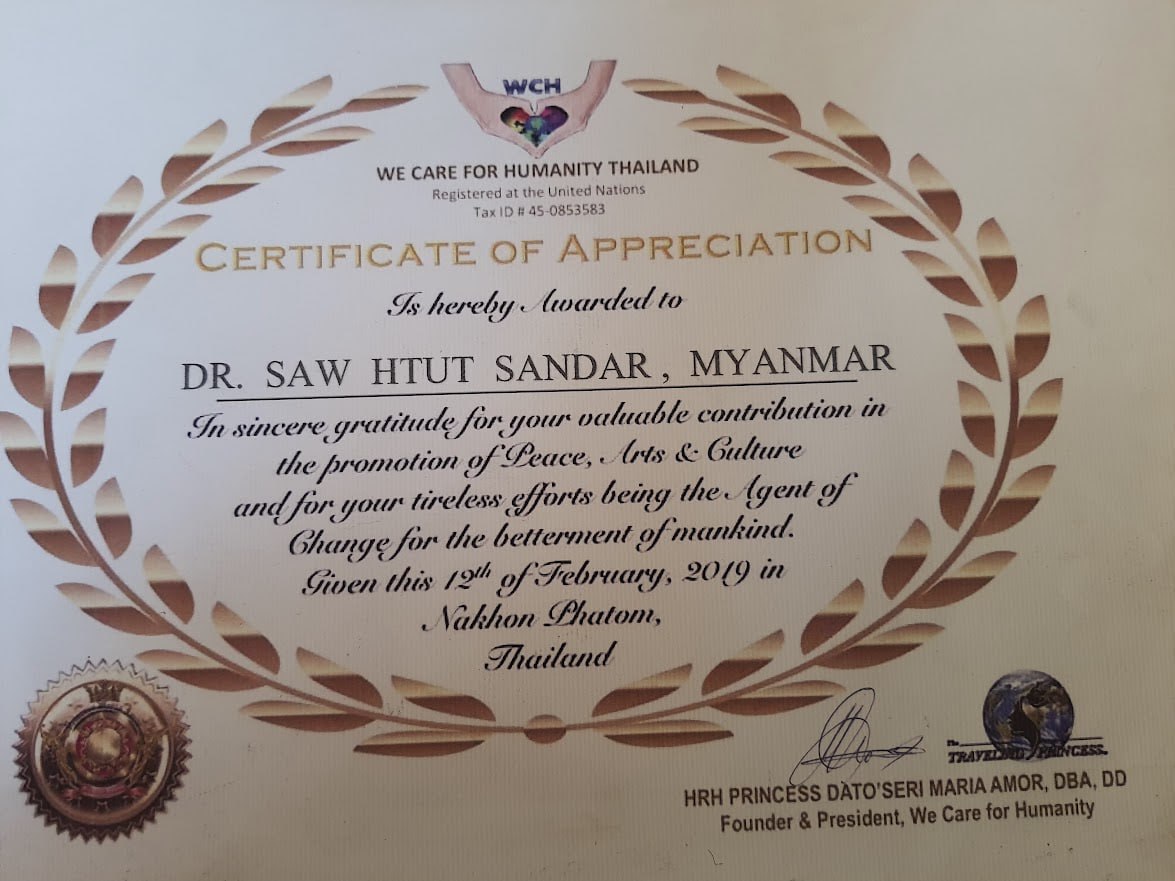 WCH
WE CARE FOR HUMANITY THAILAND
Registered at the United Nations
Tax ID # 45-0853583
CERTIFICATE OF APPRECIATION
Is hereby Awarded to
DR. SAW HTUT SANDAR , MYANMAR
In sincere gratitude for your valuable contribution in
the promotion of Peace, Arts & Culture
and for your tireless efforts being the Agent of
Change for the betterment of mankind.
Given this 12th of February, 2019 in
Nakhon Phatom,
Thailand
The
TRAVELING PRINCESS.
HRH PRINCESS DATO'SERI MARIA AMOR, DBA, DD
Founder & President, We Care for Humanity